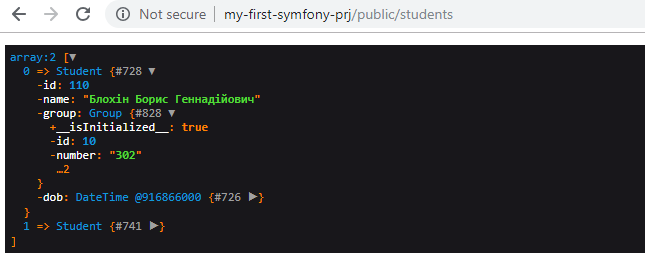 Not secure | my-first-symfony-prj/public/students
array:2 [▼
0 => Student {#728 ▼
-id: 110
-name: "Блохін Борис Геннадійович"
-group: Group {#828 ▼
+__isInitialized__: true
-id: 10
-number: "302"
…2
}
-dob: DateTime @916866000 {#726 ▶}
}
1 => Student {#741 ▶}
]